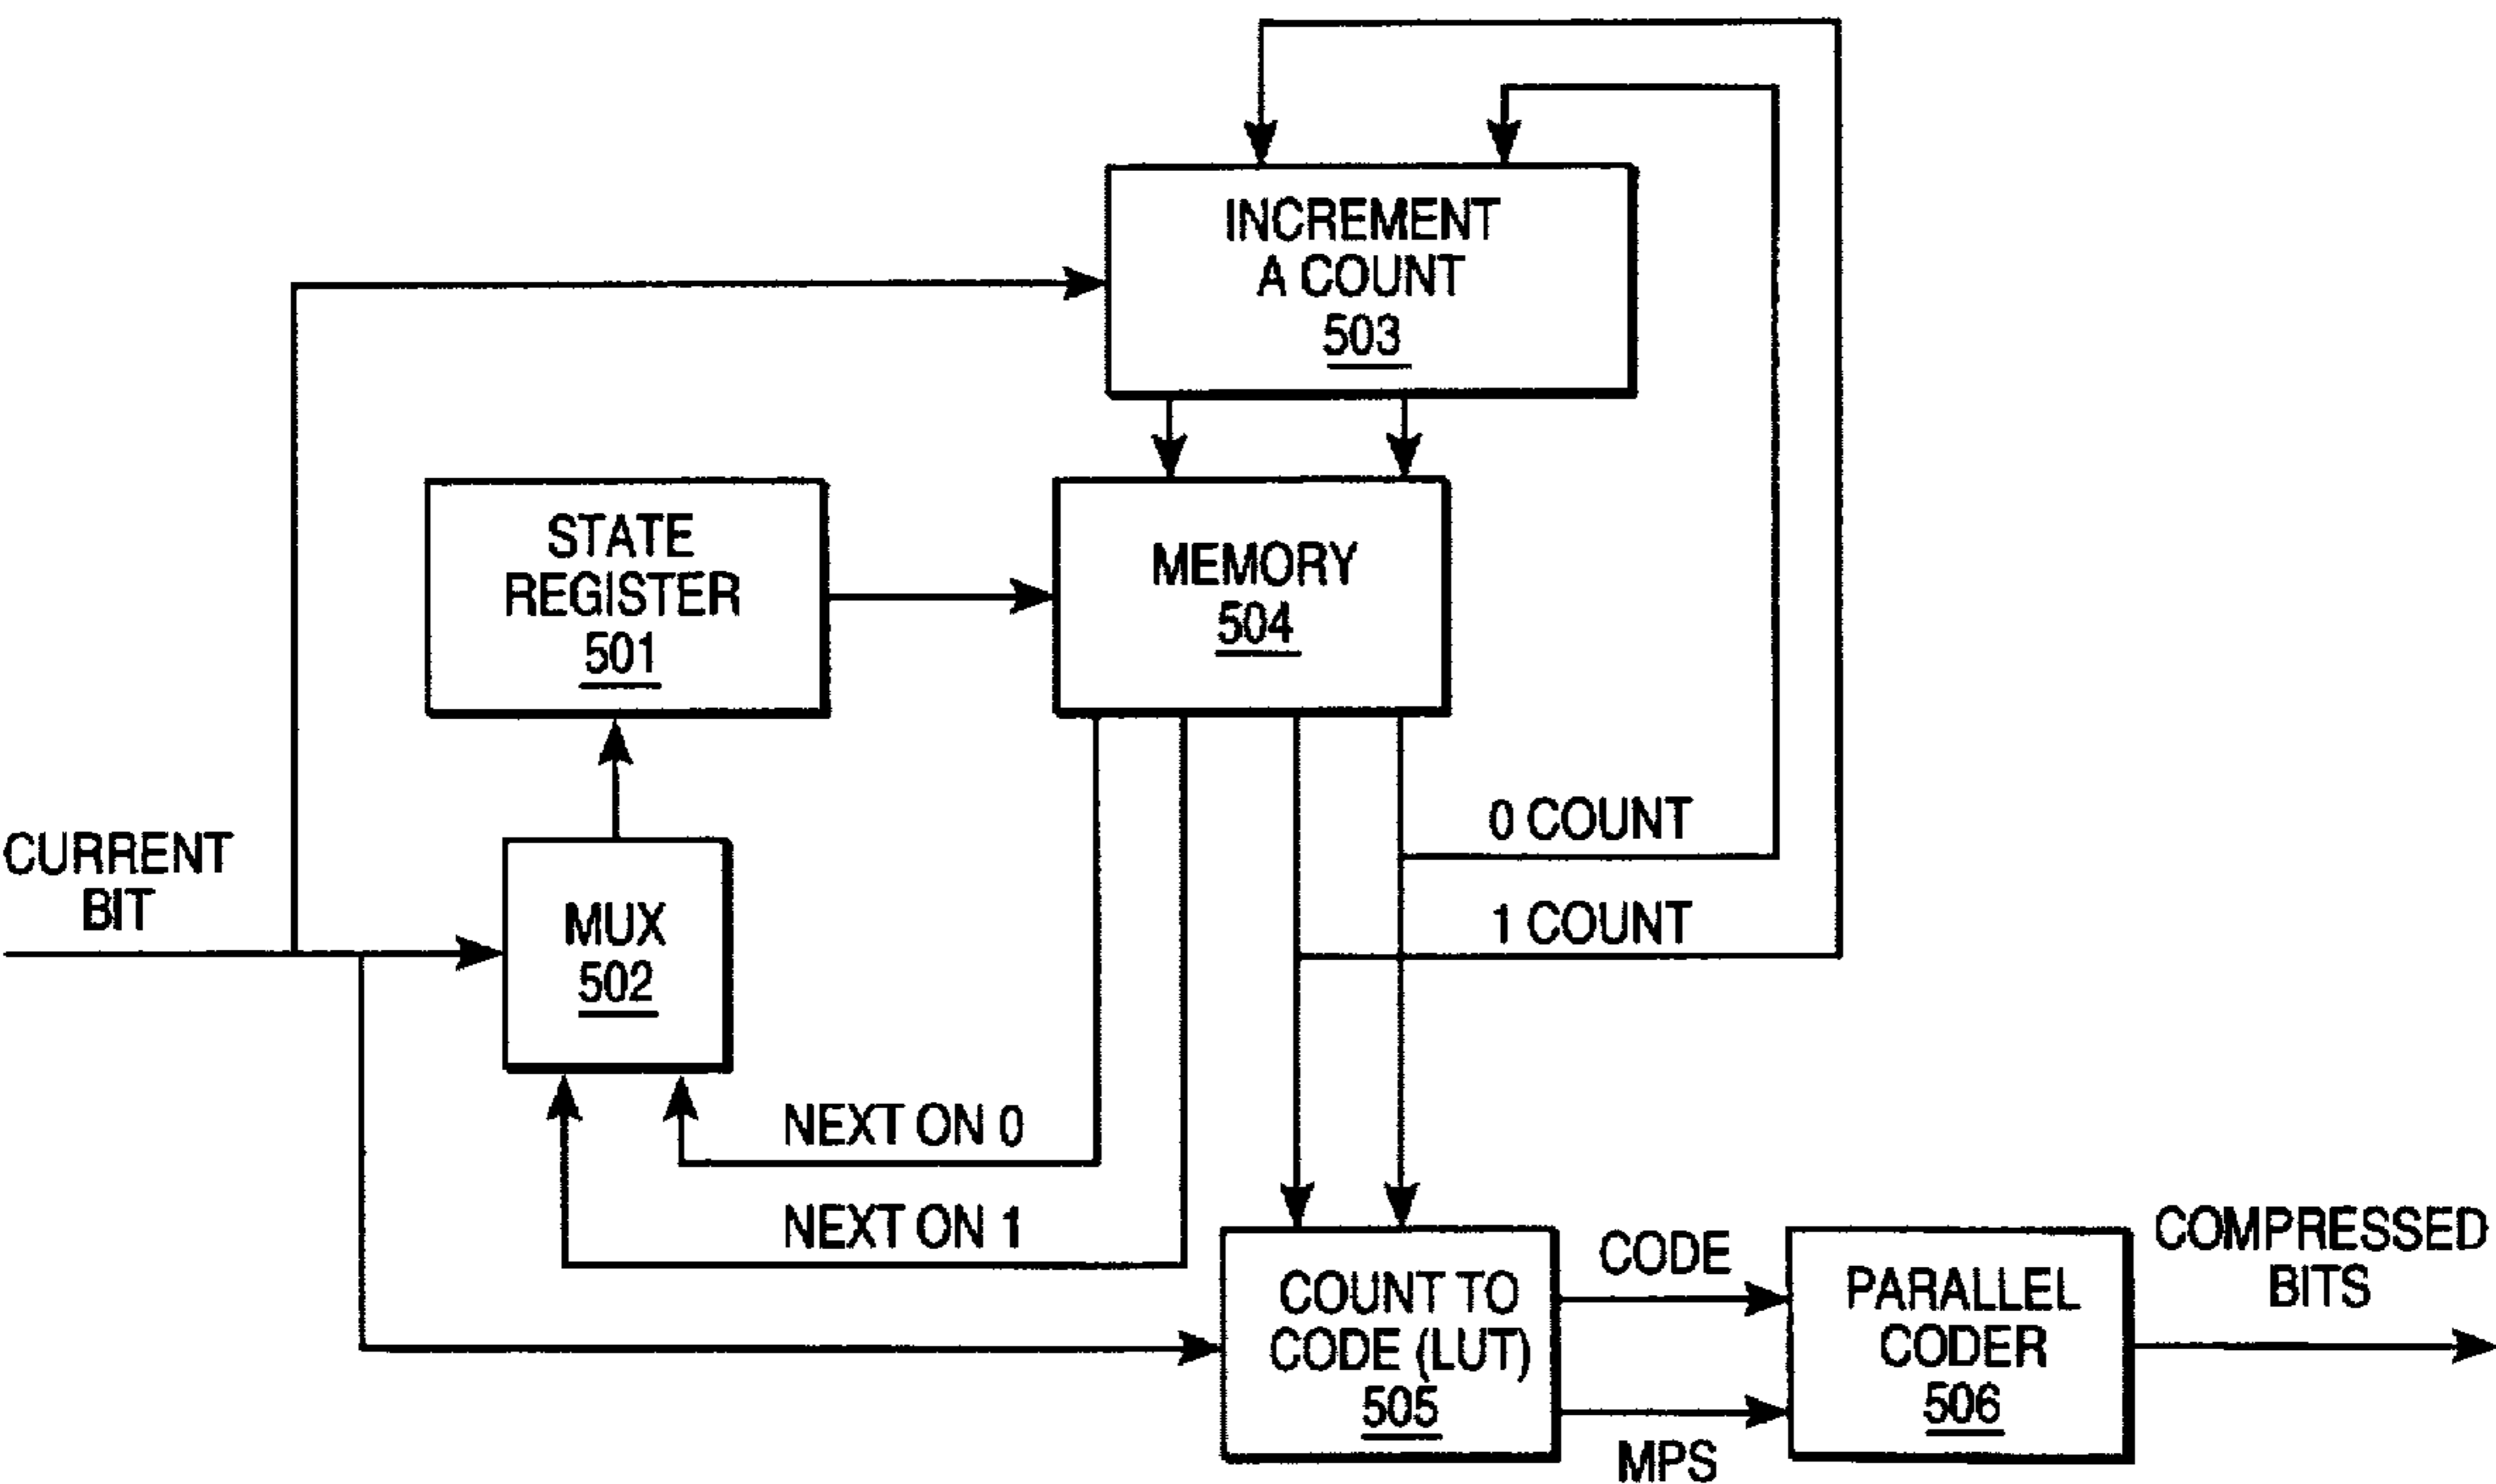 INCREMENT
A COUNT
503
STATE
REGISTER
501
MEMORY
504
0 COUNT
CURRENT
BIT
MUX
502
1 COUNT
NEXT ON 0
NEXT ON 1
COUNT TO
CODE (LUT)
505
CODE
MPS
PARALLEL
CODER
506
COMPRESSED
BITS